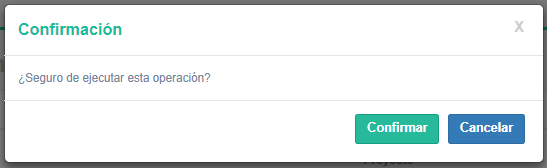 Confirmación
X
¿Seguro de ejecutar esta operación?
Confirmar
Cancelar